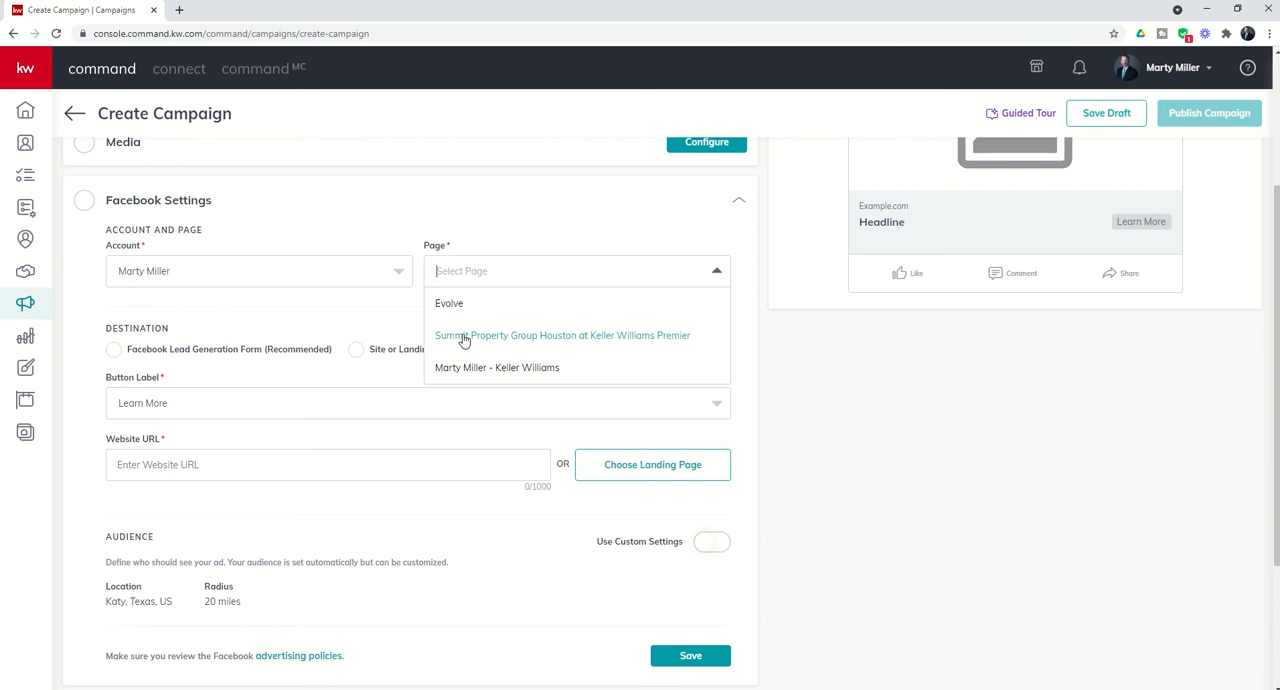 kw Create Campaign | Campaigns
console.command.kw.com/command/campaigns/create-campaign
kw command connect command MC Marty Miller
Create Campaign Guided Tour Save Draft Publish Campaign
Media Configure
Facebook Settings
ACCOUNT AND PAGE
Account* Page*
Marty Miller Select Page
Evolve
Summit Property Group Houston at Keller Williams Premier
Marty Miller - Keller Williams
DESTINATION
Facebook Lead Generation Form (Recommended) Site or Landin
Button Label*
Learn More
Website URL*
Enter Website URL OR Choose Landing Page
0/1000
AUDIENCE
Use Custom Settings
Define who should see your ad. Your audience is set automatically but can be customized.
Location Radius
Katy, Texas, US 20 miles
Make sure you review the Facebook advertising policies. Save
Example.com
Headline Learn More
Like Comment Share